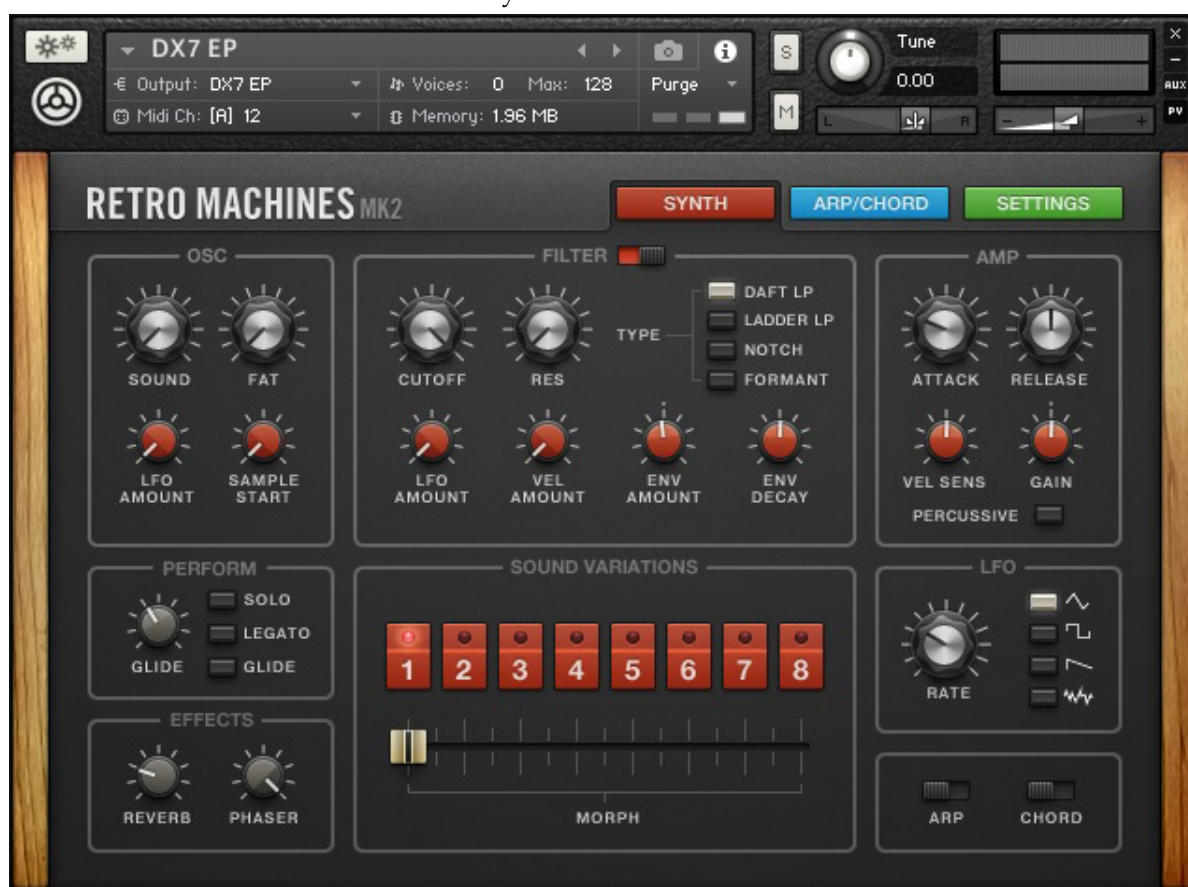 DX7 EP
Output: DX7 EP
Voices: 0 Max: 128
Purge
Midi Ch: [A] 12
Memory: 1.96 MB
S
M
Tune
0.00
L R
- +
X
-
AUX
PV
RETRO MACHINES MK2
SYNTH ARP/CHORD SETTINGS
OSC
SOUND FAT
LFO AMOUNT
SAMPLE START
FILTER
CUTOFF RES
TYPE
DAFT LP
LADDER LP
NOTCH
FORMANT
LFO AMOUNT
VEL AMOUNT
ENV AMOUNT
ENV DECAY
AMP
ATTACK RELEASE
VEL SENS GAIN
PERCUSSIVE
PERFORM
SOLO
LEGATO
GLIDE GLIDE
SOUND VARIATIONS
1 2 3 4 5 6 7 8
MORPH
LFO
RATE
EFFECTS
REVERB PHASER
ARP CHORD